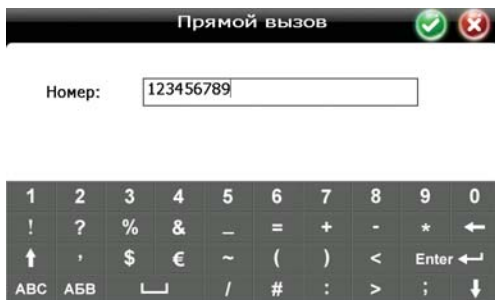 Прямой вызов
Номер: 123456789
1 2 3 4 5 6 7 8 9 0
! ? % & _ = + - * ←
↑ ' $ € ~ ( ) < Enter ↵
ABC АБВ ⎵ / # : > ; ↓